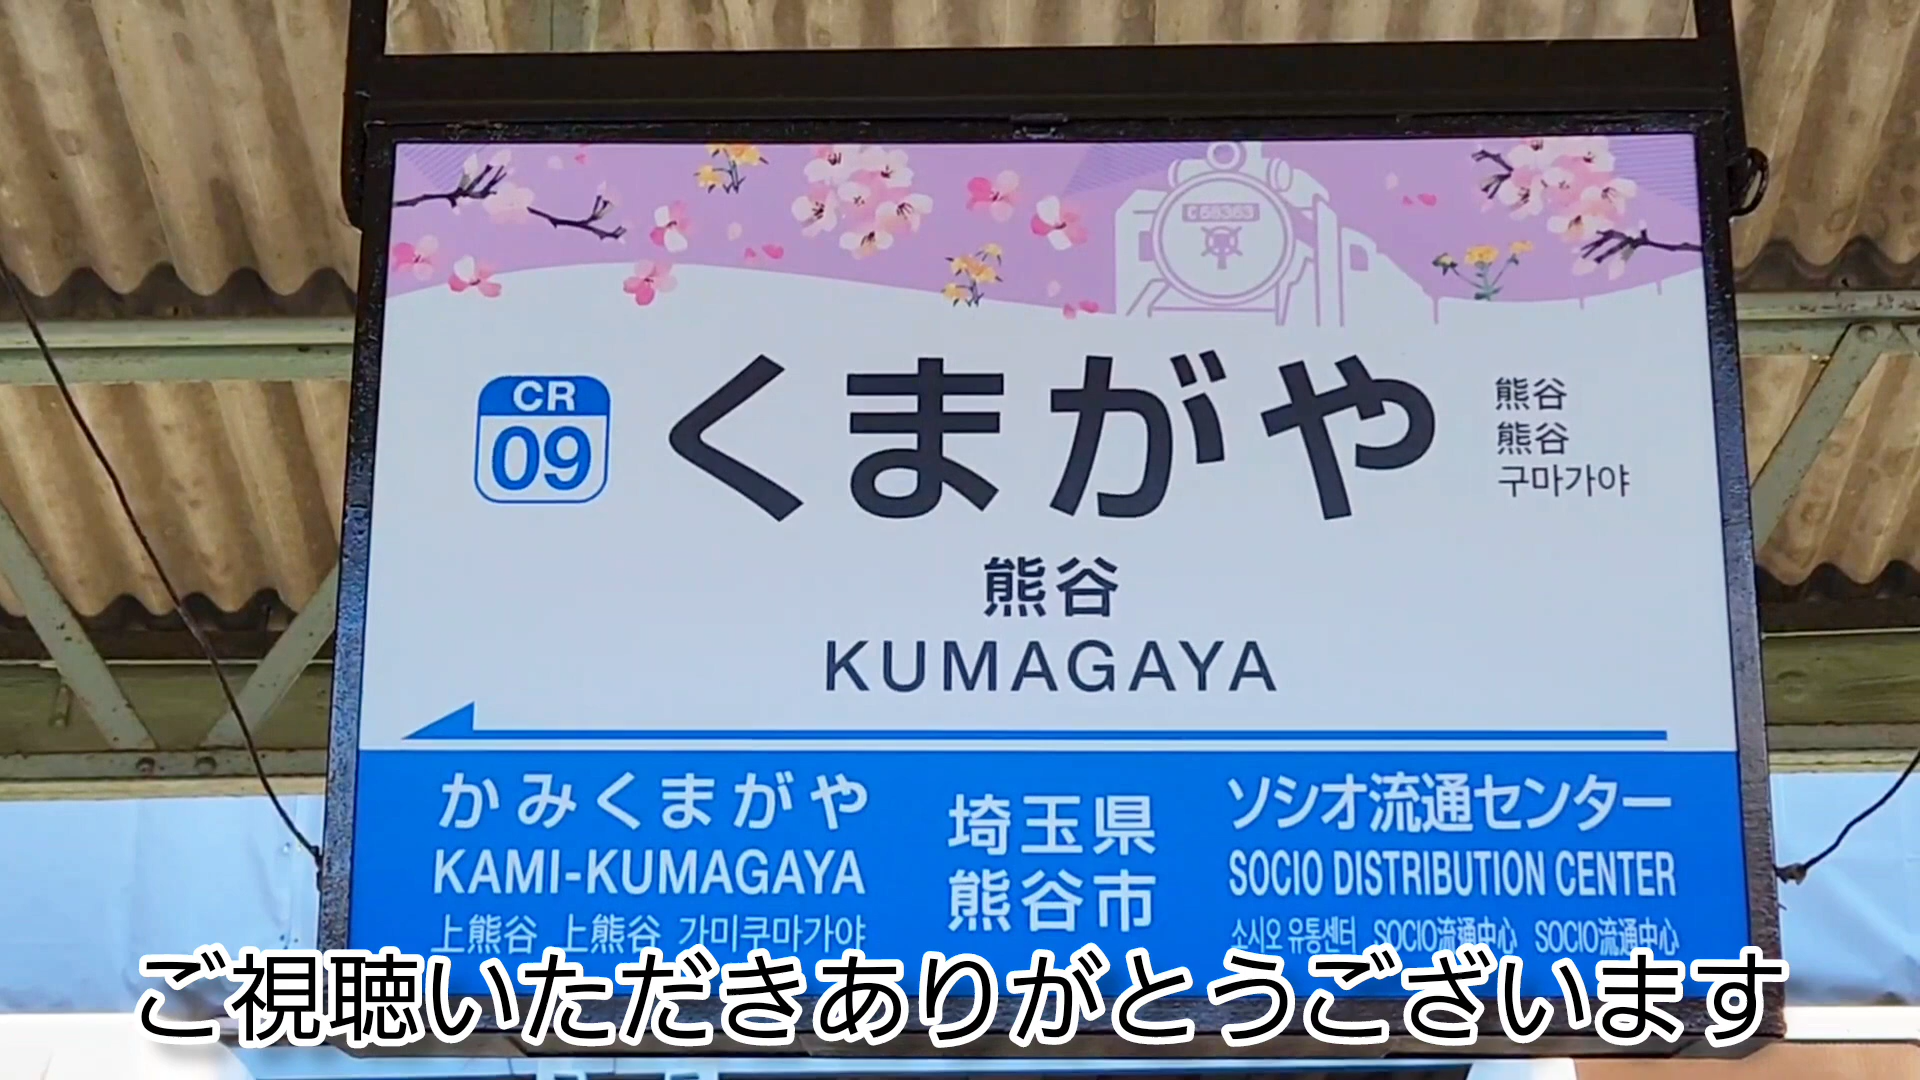 C58363
CR
09
くまがや
熊谷
熊谷
구마가야
熊谷
KUMAGAYA
かみくまがや
KAMI-KUMAGAYA
上熊谷 上熊谷 가미쿠마가야
埼玉県
熊谷市
ソシオ流通センター
SOCIO DISTRIBUTION CENTER
소시오 유통센터 SOCIO流通中心 SOCIO流通中心
ご視聴いただきありがとうございます